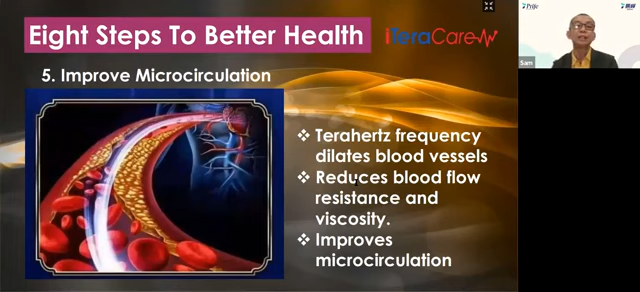 Eight Steps To Better Health
iTeraCare
5. Improve Microcirculation
❖ Terahertz frequency
dilates blood vessels
❖ Reduces blood flow
resistance and
viscosity.
❖ Improves
microcirculation
Prife
Sam